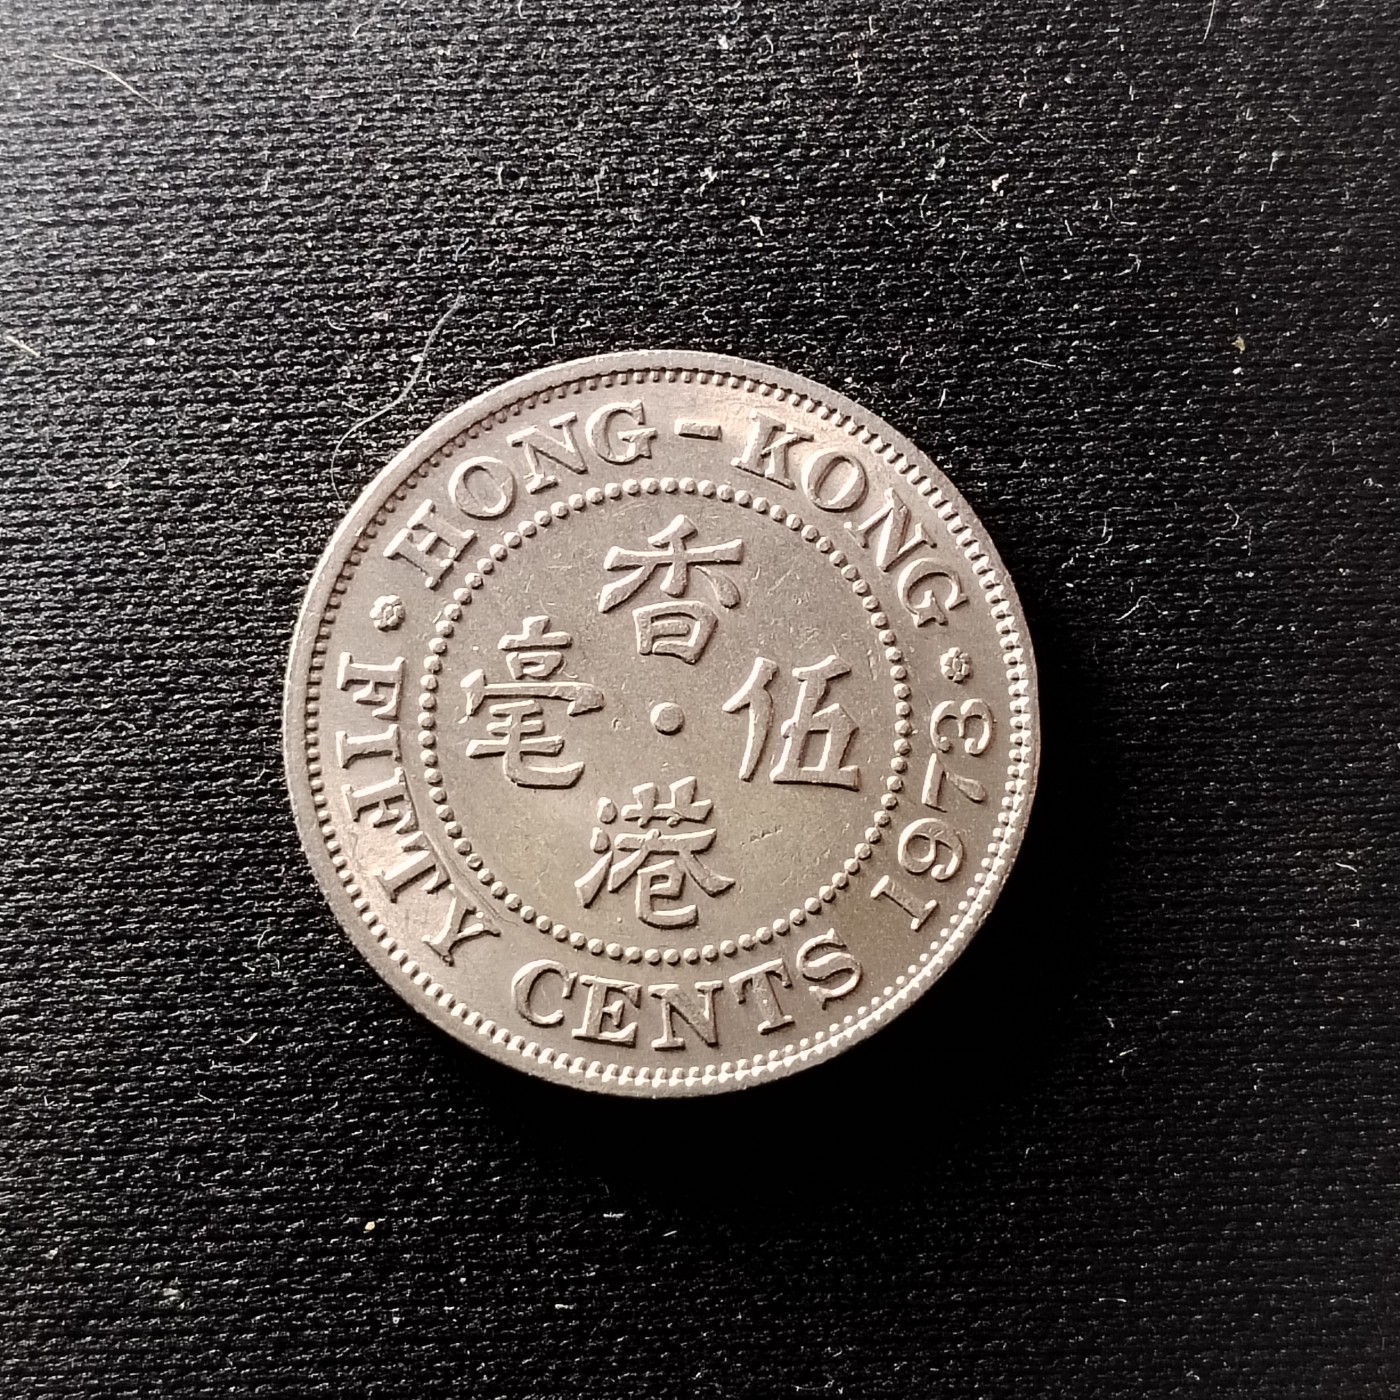 HONG-KONG
1973
FIFTY CENTS
香港
伍毫